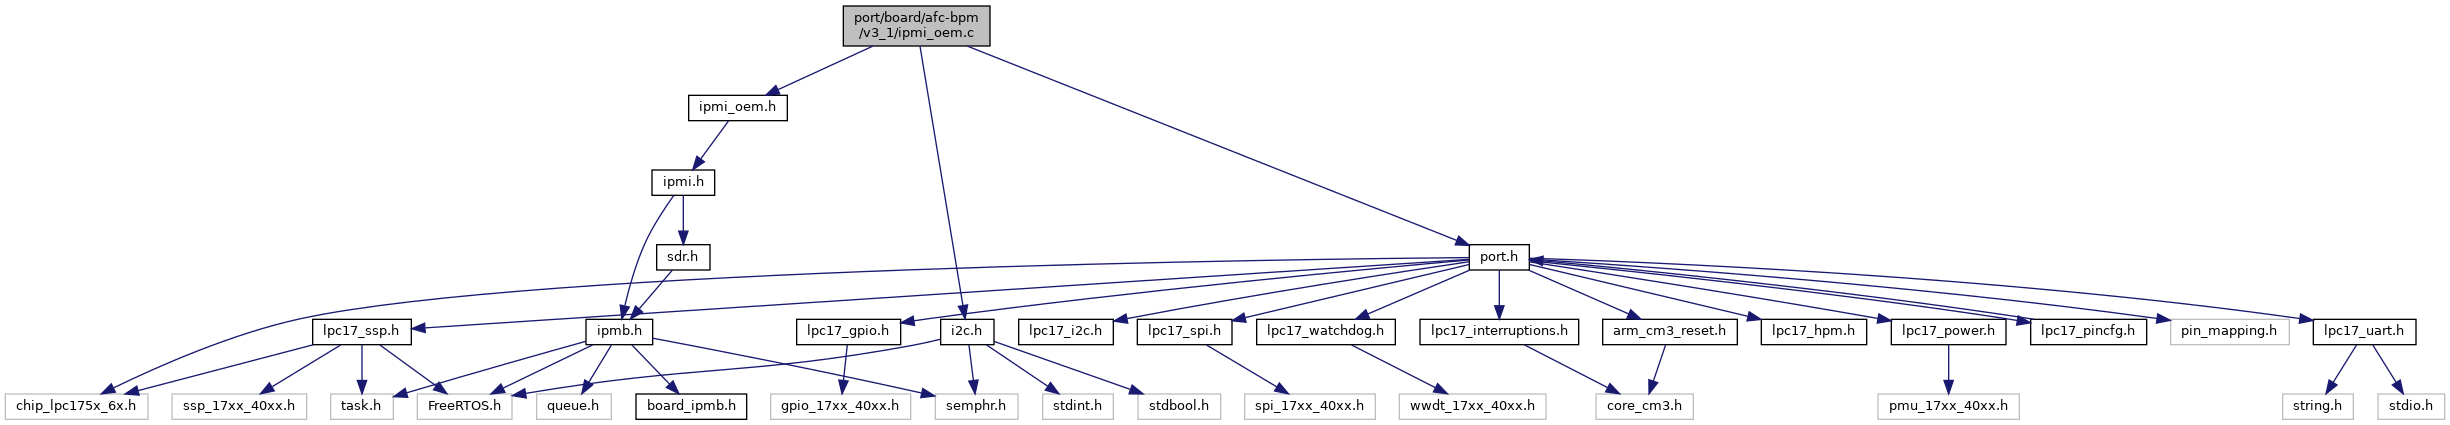 port/board/afc-bpm
/v3_1/ipmi_oem.c
ipmi_oem.h
ipmi.h
sdr.h
port.h
lpc17_ssp.h
ipmb.h
lpc17_gpio.h
i2c.h
lpc17_i2c.h
lpc17_spi.h
lpc17_watchdog.h
lpc17_interruptions.h
arm_cm3_reset.h
lpc17_hpm.h
lpc17_power.h
lpc17_pincfg.h
pin_mapping.h
lpc17_uart.h
chip_lpc175x_6x.h
ssp_17xx_40xx.h
task.h
FreeRTOS.h
queue.h
board_ipmb.h
gpio_17xx_40xx.h
semphr.h
stdint.h
stdbool.h
spi_17xx_40xx.h
wwdt_17xx_40xx.h
core_cm3.h
pmu_17xx_40xx.h
string.h
stdio.h